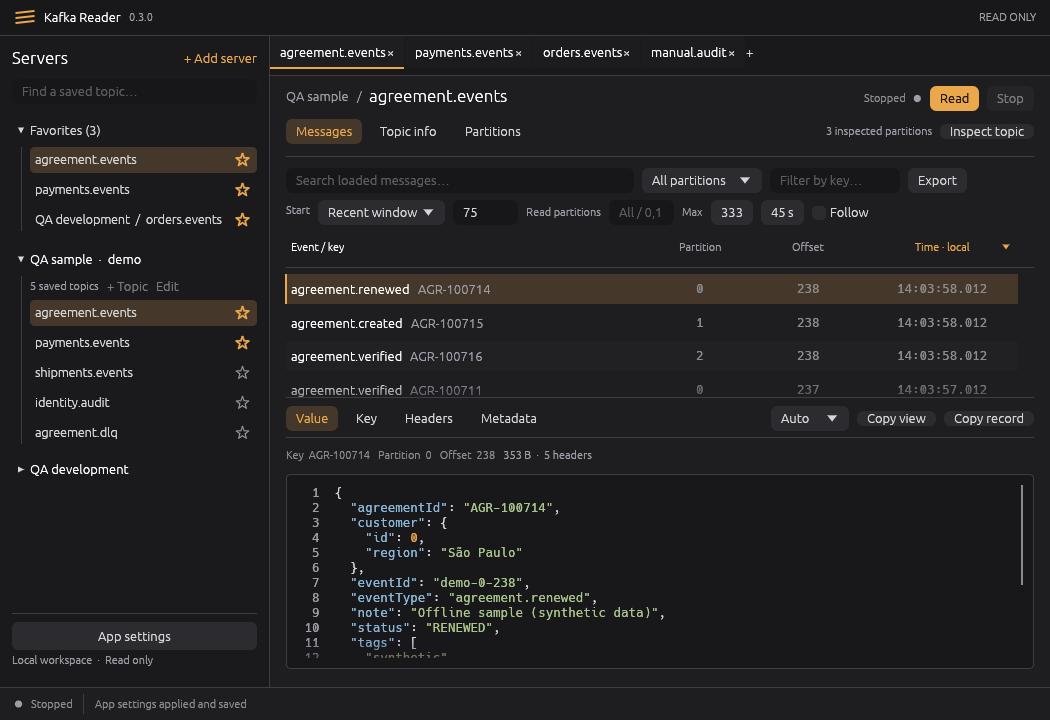 Kafka Reader 0.3.0
READ ONLY
Servers
+ Add server
Find a saved topic…
▾ Favorites (3)
agreement.events
payments.events
QA development / orders.events
▾ QA sample · demo
5 saved topics + Topic Edit
agreement.events
payments.events
shipments.events
identity.audit
agreement.dlq
▸ QA development
App settings
Local workspace · Read only
agreement.events× payments.events× orders.events× manual.audit× +
QA sample / agreement.events
Stopped ● Read Stop
Messages Topic info Partitions
3 inspected partitions Inspect topic
Search loaded messages… All partitions ▼ Filter by key… Export
Start Recent window ▼ 75 Read partitions All / 0,1 Max 333 45 s Follow
Event / key Partition Offset Time · local ▼
agreement.renewed AGR-100714 0 238 14:03:58.012
agreement.created AGR-100715 1 238 14:03:58.012
agreement.verified AGR-100716 2 238 14:03:58.012
agreement.verified AGR-100711 0 237 14:03:57.012
Value Key Headers Metadata Auto ▼ Copy view Copy record
Key AGR-100714 Partition 0 Offset 238 353 B · 5 headers
1 {
2 "agreementId": "AGR-100714",
3 "customer": {
4 "id": 0,
5 "region": "São Paulo"
6 },
7 "eventId": "demo-0-238",
8 "eventType": "agreement.renewed",
9 "note": "Offline sample (synthetic data)",
10 "status": "RENEWED",
11 "tags": [
12 "synthetic"
● Stopped App settings applied and saved